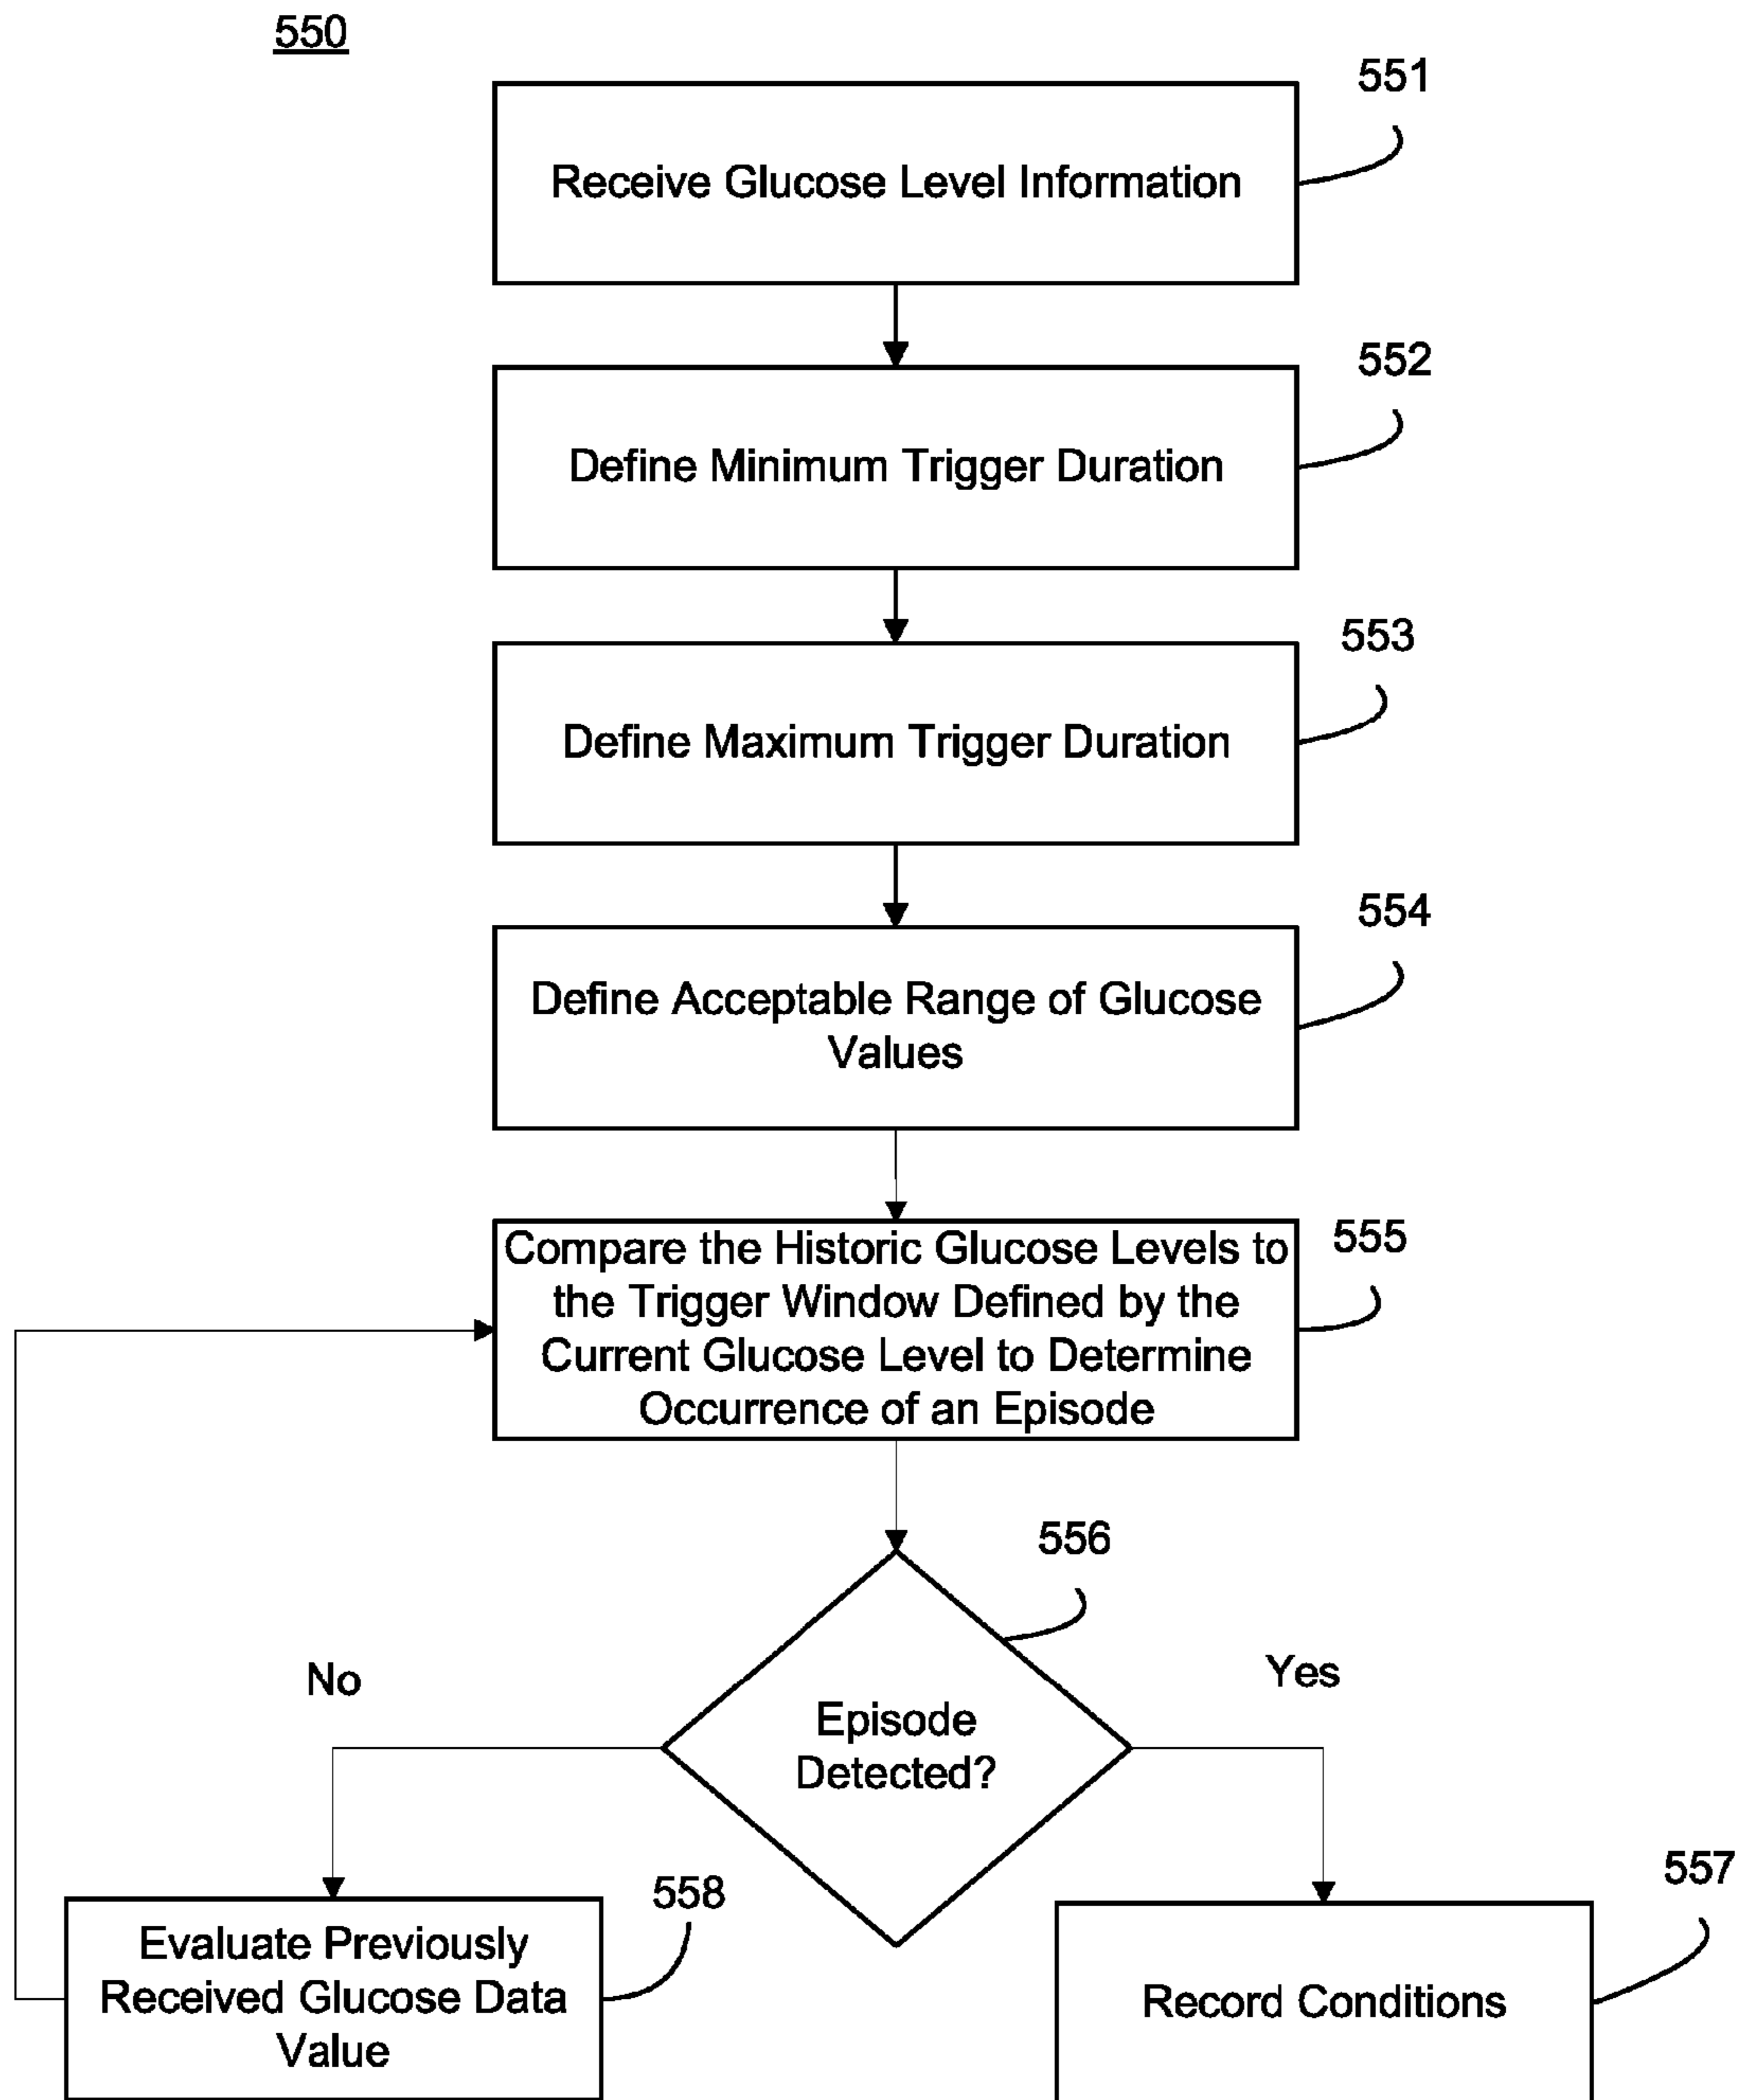 550
551
Receive Glucose Level Information
552
Define Minimum Trigger Duration
553
Define Maximum Trigger Duration
554
Define Acceptable Range of Glucose
Values
555
Compare the Historic Glucose Levels to
the Trigger Window Defined by the
Current Glucose Level to Determine
Occurrence of an Episode
556
No
Yes
Episode
Detected?
558
557
Evaluate Previously
Received Glucose Data
Value
Record Conditions